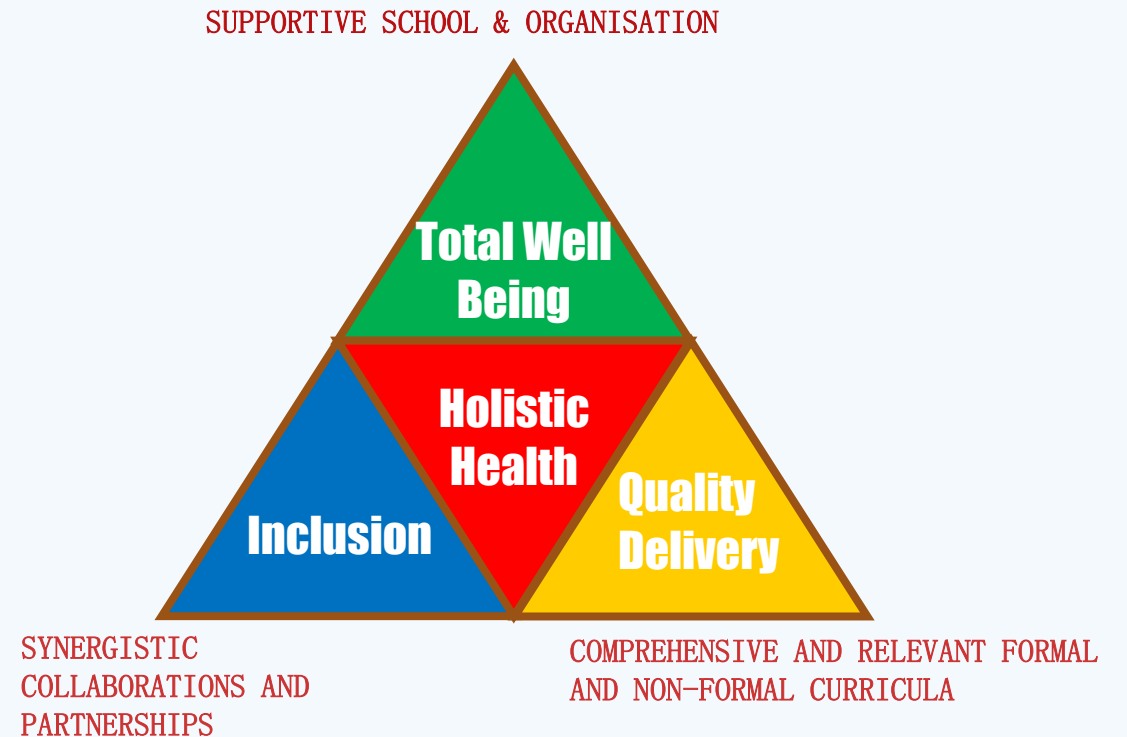 SUPPORTIVE SCHOOL & ORGANISATION
Total Well
Being
Holistic
Health
Inclusion
Quality
Delivery
SYNERGISTIC
COLLABORATIONS AND
PARTNERSHIPS
COMPREHENSIVE AND RELEVANT FORMAL
AND NON-FORMAL CURRICULA